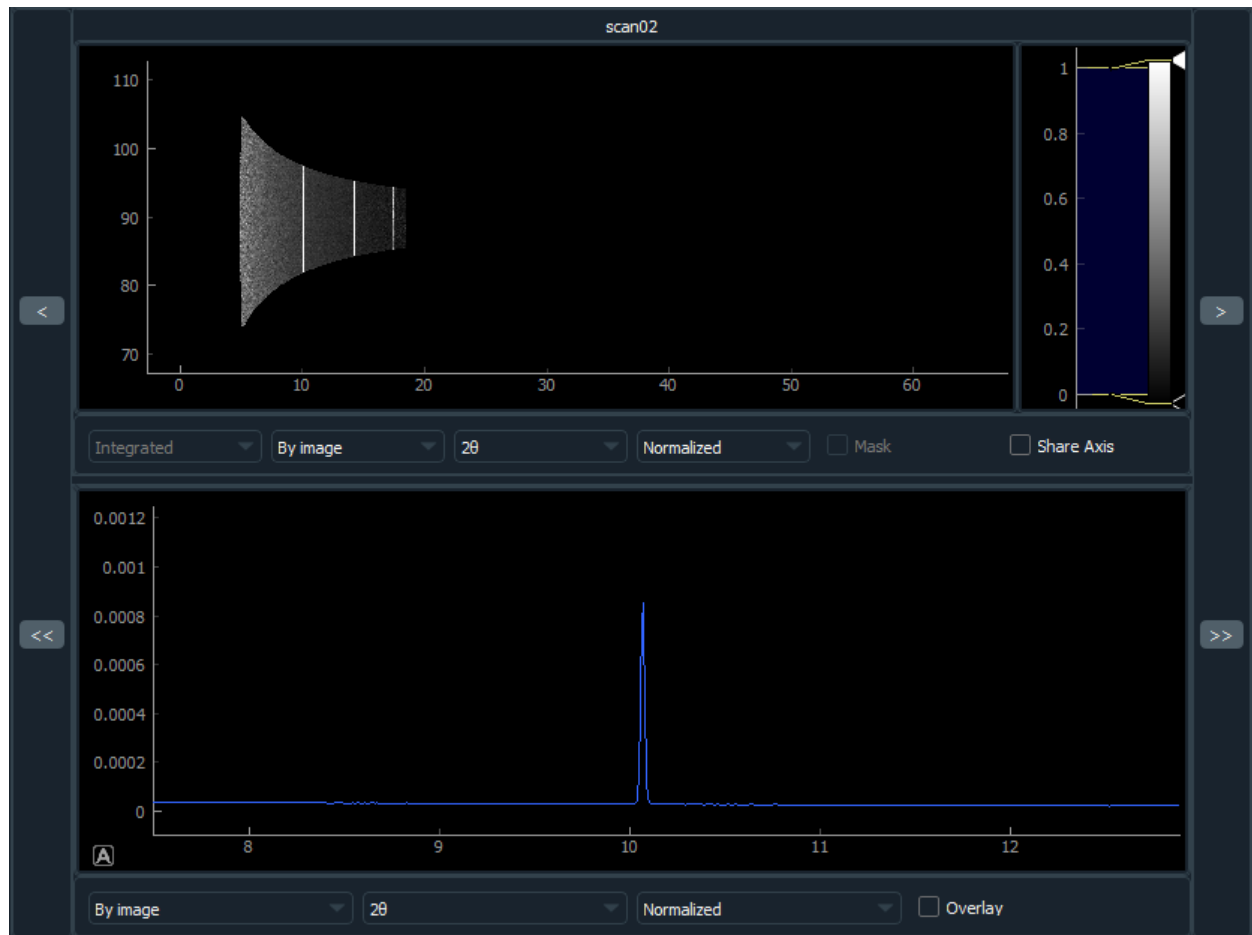 scan02
110
100
90
80
70
0
10
20
30
40
50
60
1
0.8
0.6
0.4
0.2
0
<
>
Integrated
By image
2θ
Normalized
Mask
Share Axis
0.0012
0.001
0.0008
0.0006
0.0004
0.0002
0
8
9
10
11
12
A
<<
>>
By image
2θ
Normalized
Overlay